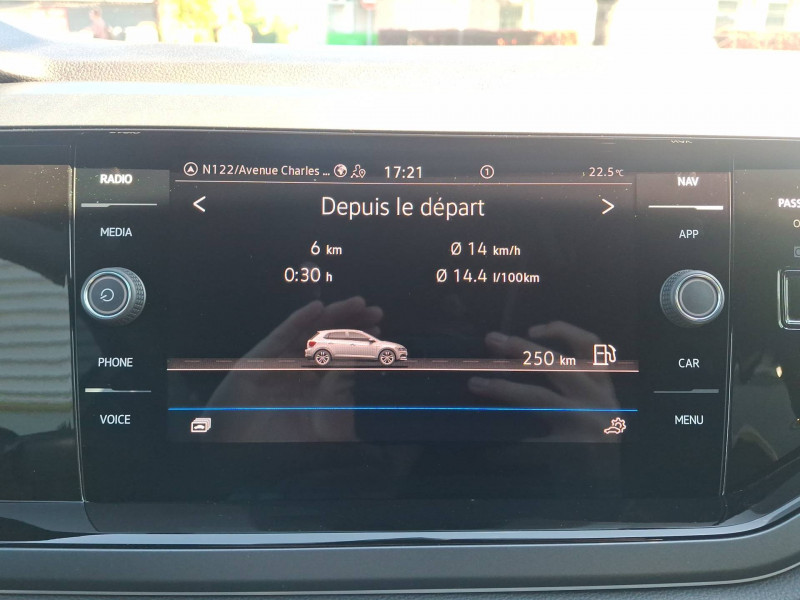 N122/Avenue Charles ... 17:21 1 22.5°C
RADIO
NAV
< Depuis le départ >
MEDIA
APP
PASS
6 km Ø 14 km/h
0:30 h Ø 14.4 l/100km
PHONE
250 km
CAR
VOICE
MENU